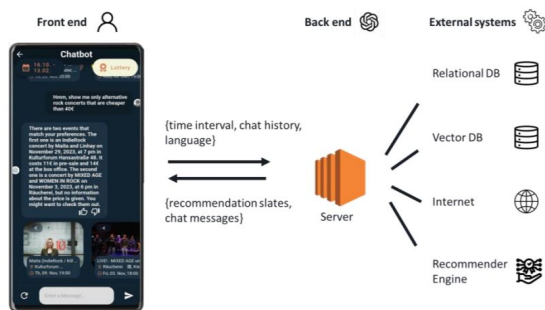 Front end
Back end
External systems
Chatbot
Lottery
Hmm, show me only alternative
rock concerts that are cheaper
than 40€
There are two events that
match your preferences. The
first one is an IndieRock
concert by Malta and Linhay on
November 29, 2023, at 7 pm in
Kulturforum Hansastraße 48. It
costs 11€ in pre-sale and 14€
at the box office. The second
one is a concert by MIXED AGE
and WOMEN IN ROCK on
November 3, 2023, at 6 pm in
Räucherei, but no information
about the price is given. You
might want to check them out.
Enter a Message...
{time interval, chat history,
language}
{recommendation slates,
chat messages}
Server
Relational DB
Vector DB
Internet
Recommender
Engine